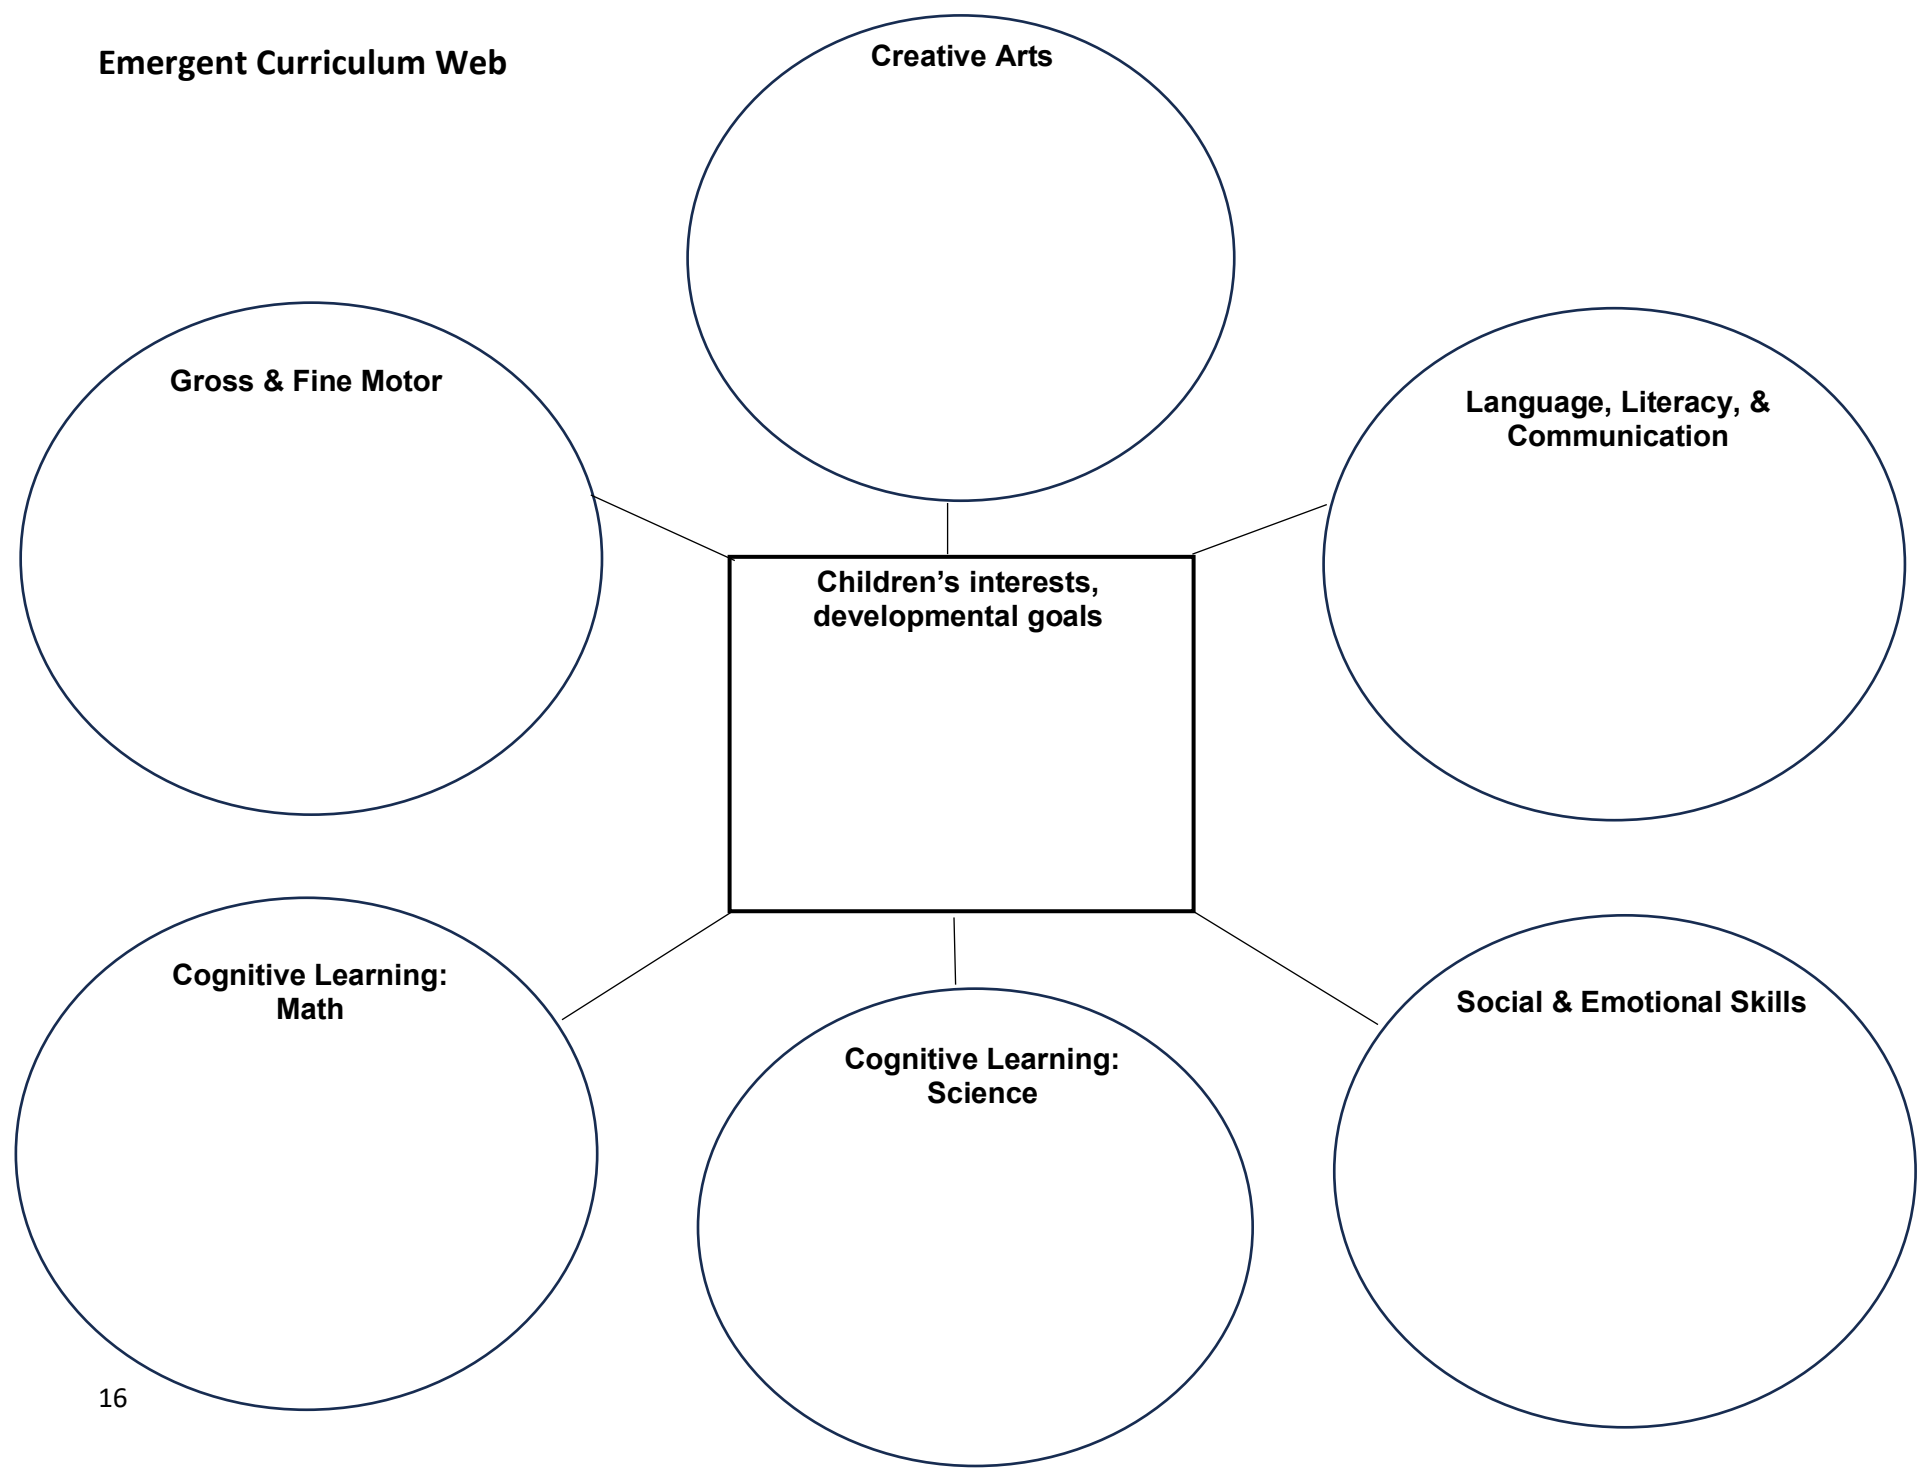 Emergent Curriculum Web
Creative Arts
Gross & Fine Motor
Language, Literacy, &
Communication
Children’s interests,
developmental goals
Cognitive Learning:
Math
Cognitive Learning:
Science
Social & Emotional Skills
16